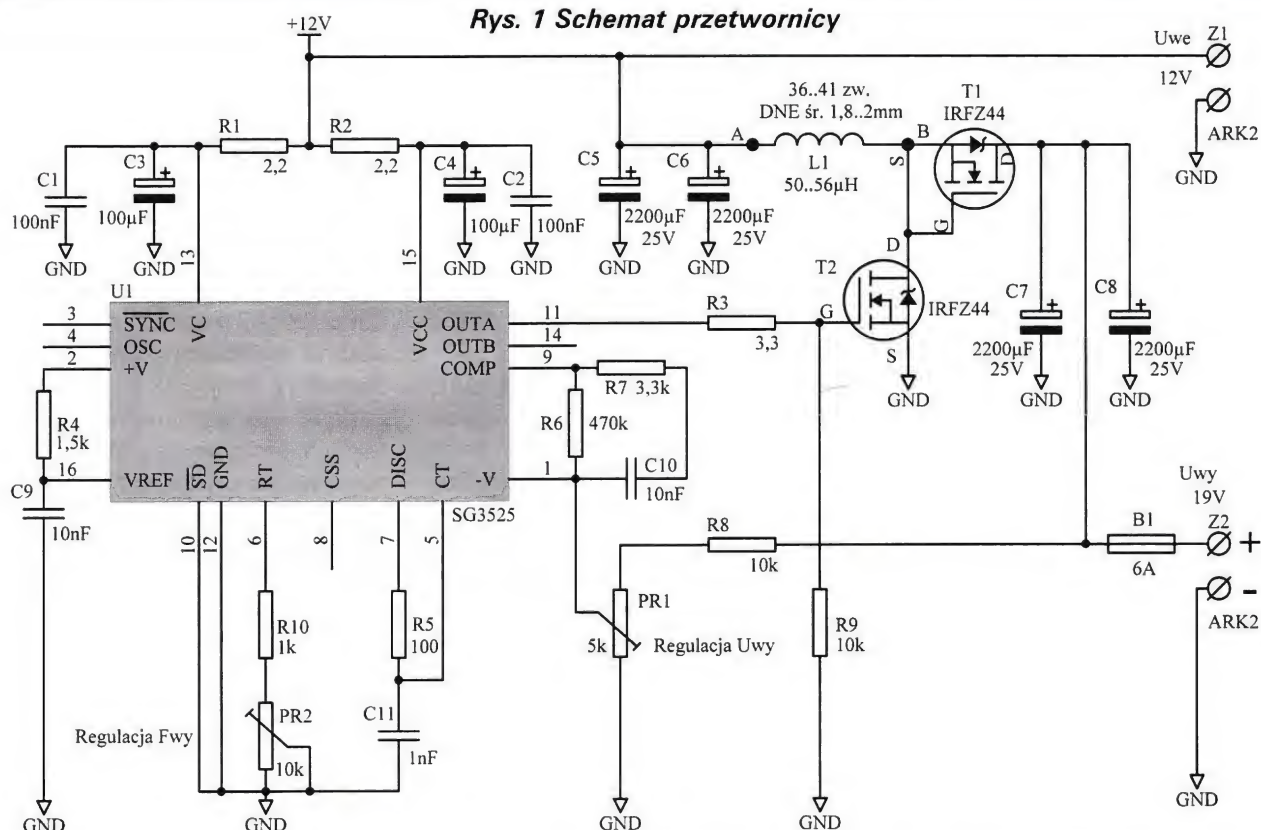 Rys. 1 Schemat przetwornicy
+12V
Uwe
Z1
12V
ARK2
GND
R1
2,2
R2
2,2
C1
100nF
C3
+
100µF
C4
+
100µF
C2
100nF
GND
GND
GND
GND
C5
+
2200µF
25V
C6
+
2200µF
25V
GND
GND
A
36..41 zw.
DNE śr. 1,8..2mm
L1
50..56µH
B
S
T1
IRFZ44
D
G
D
T2
G
IRFZ44
S
GND
C7
+
2200µF
25V
C8
+
2200µF
25V
GND
GND
13
15
U1
3
SYNC
4
OSC
2
+V
VC
VCC
OUTA
11
OUTB
14
COMP
9
R3
3,3
R7 3,3k
R6
470k
C10
10nF
R4
1,5k
16
VREF
SD
GND
RT
CSS
DISC
CT
-V
1
SG3525
C9
10nF
10
12
6
8
7
5
R10
1k
R5
100
PR2
10k
Regulacja Fwy
C11
1nF
R8
10k
PR1
5k
Regulacja Uwy
R9
10k
Uwy
19V
B1
6A
Z2
+
-
ARK2
GND
GND
GND
GND
GND